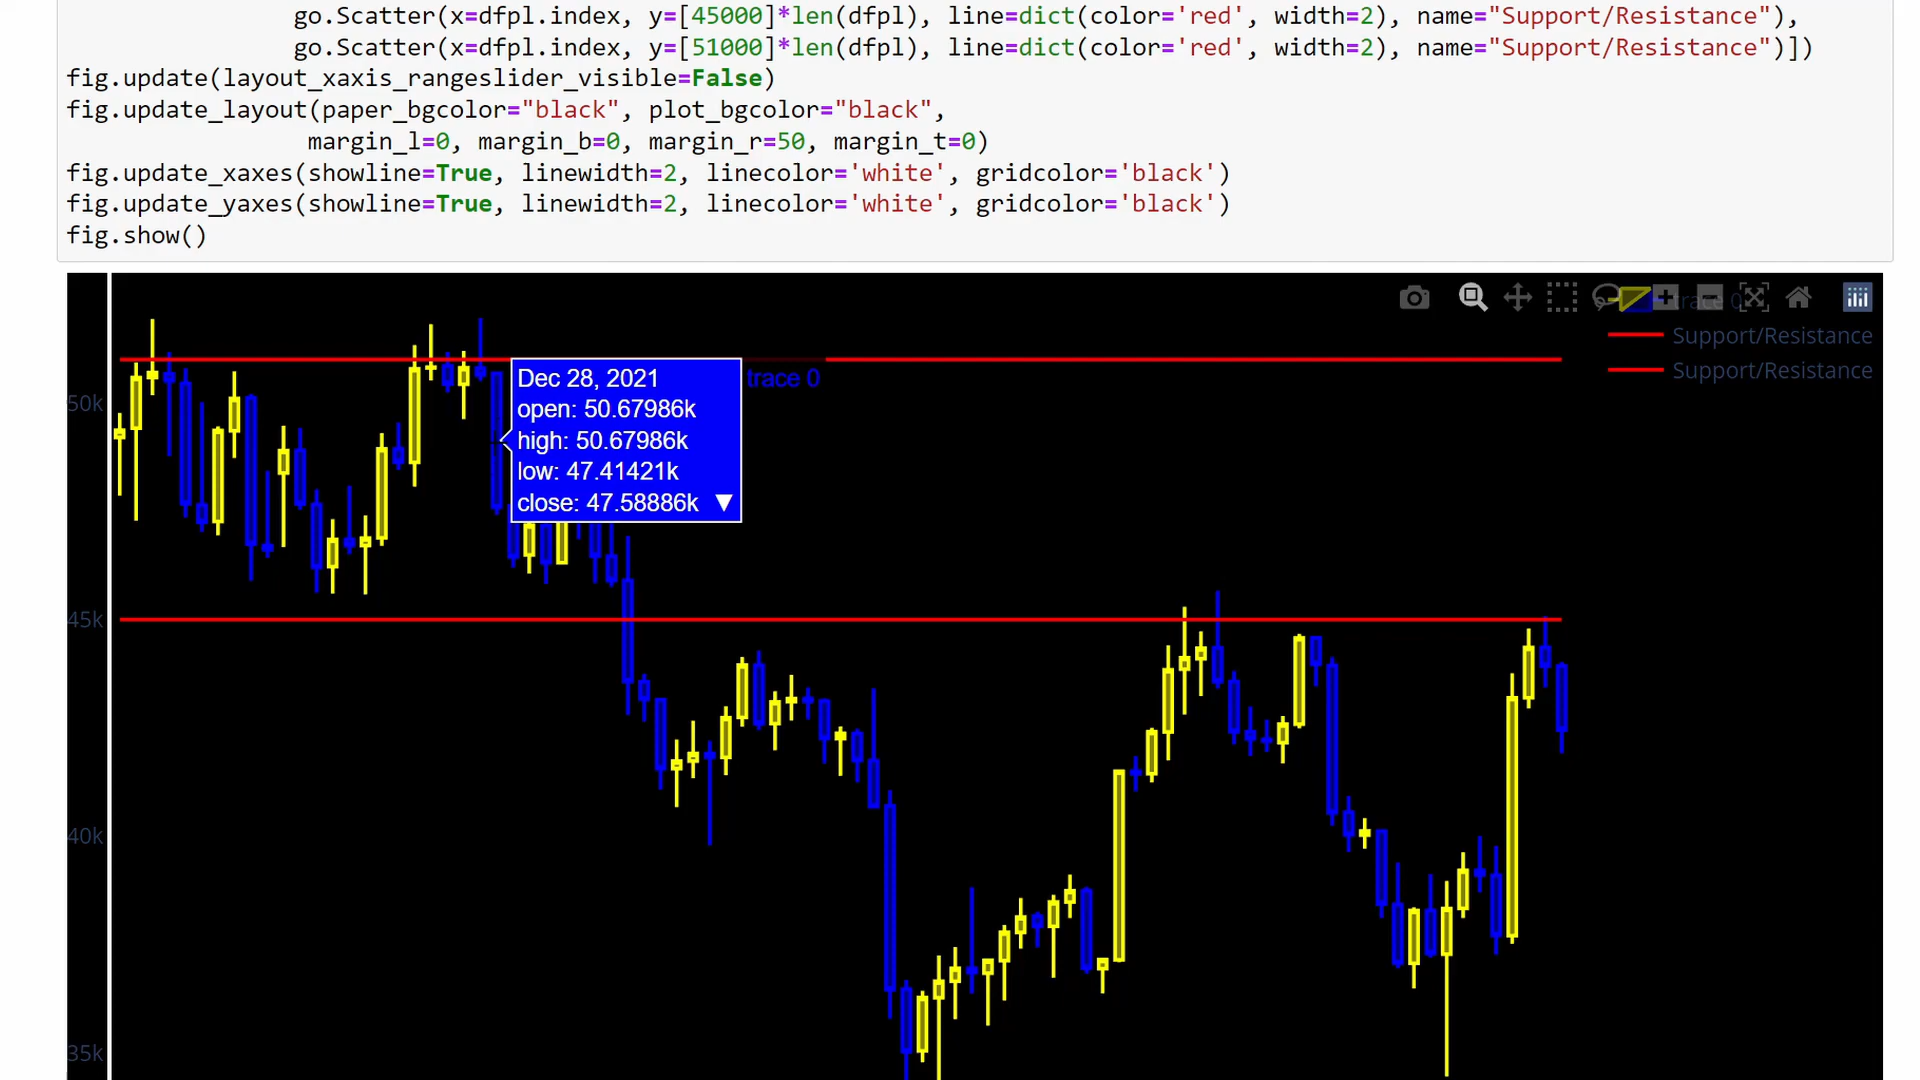 go.Scatter(x=dfpl.index, y=[45000]*len(dfpl), line=dict(color='red', width=2), name="Support/Resistance"),
go.Scatter(x=dfpl.index, y=[51000]*len(dfpl), line=dict(color='red', width=2), name="Support/Resistance")])
fig.update(layout_xaxis_rangeslider_visible=False)
fig.update_layout(paper_bgcolor="black", plot_bgcolor="black",
margin_l=0, margin_b=0, margin_r=50, margin_t=0)
fig.update_xaxes(showline=True, linewidth=2, linecolor='white', gridcolor='black')
fig.update_yaxes(showline=True, linewidth=2, linecolor='white', gridcolor='black')
fig.show()
trace 0
Support/Resistance
Support/Resistance
Dec 28, 2021
open: 50.67986k
high: 50.67986k
low: 47.41421k
close: 47.58886k ▼
trace 0
50k
45k
40k
35k